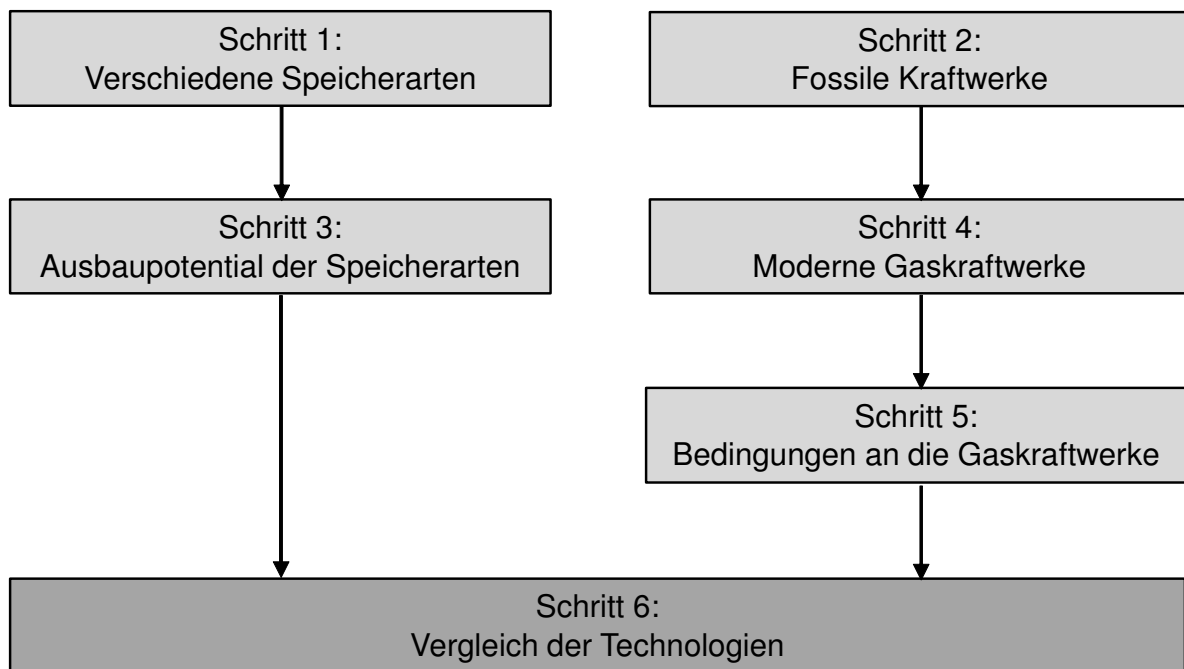 Schritt 1:
Verschiedene Speicherarten
Schritt 2:
Fossile Kraftwerke
Schritt 3:
Ausbaupotential der Speicherarten
Schritt 4:
Moderne Gaskraftwerke
Schritt 5:
Bedingungen an die Gaskraftwerke
Schritt 6:
Vergleich der Technologien